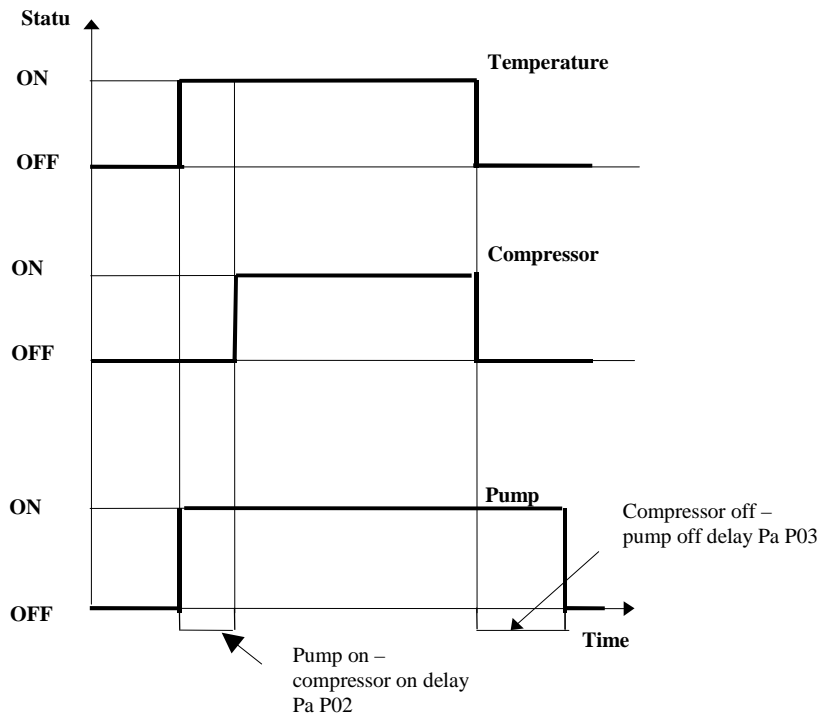 Statu
ON
Temperature
OFF
ON
Compressor
OFF
ON
Pump
Compressor off –
pump off delay Pa P03
OFF
Time
Pump on –
compressor on delay
Pa P02